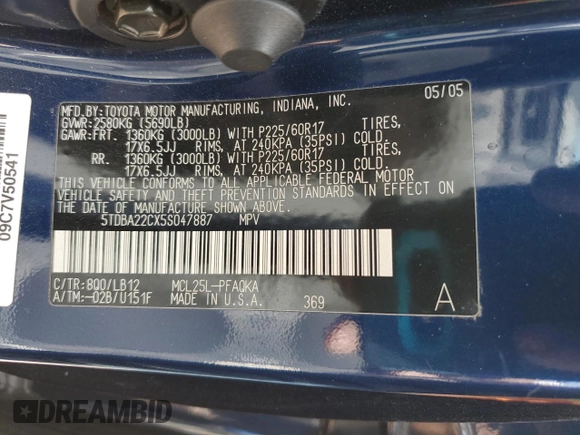 MFD.BY:TOYOTA MOTOR MANUFACTURING, INDIANA, INC. 05/05
GVWR:2580KG (5690LB)
GAWR:FRT. 1360KG (3000LB) WITH P225/60R17 TIRES,
17X6.5JJ RIMS, AT 240KPA (35PSI) COLD.
RR. 1360KG (3000LB) WITH P225/60R17 TIRES,
17X6.5JJ RIMS, AT 240KPA (35PSI) COLD.
THIS VEHICLE CONFORMS TO ALL APPLICABLE FEDERAL MOTOR
VEHICLE SAFETY AND THEFT PREVENTION STANDARDS IN EFFECT
ON THE DATE OF MANUFACTURE SHOWN ABOVE.
5TDBA22CX5S047887 MPV
C/TR:8Q0/LB12 MCL25L-PFAQKA
A/TM:-02B/U151F MADE IN U.S.A. 369 A
09C7V50541
DREAMBID